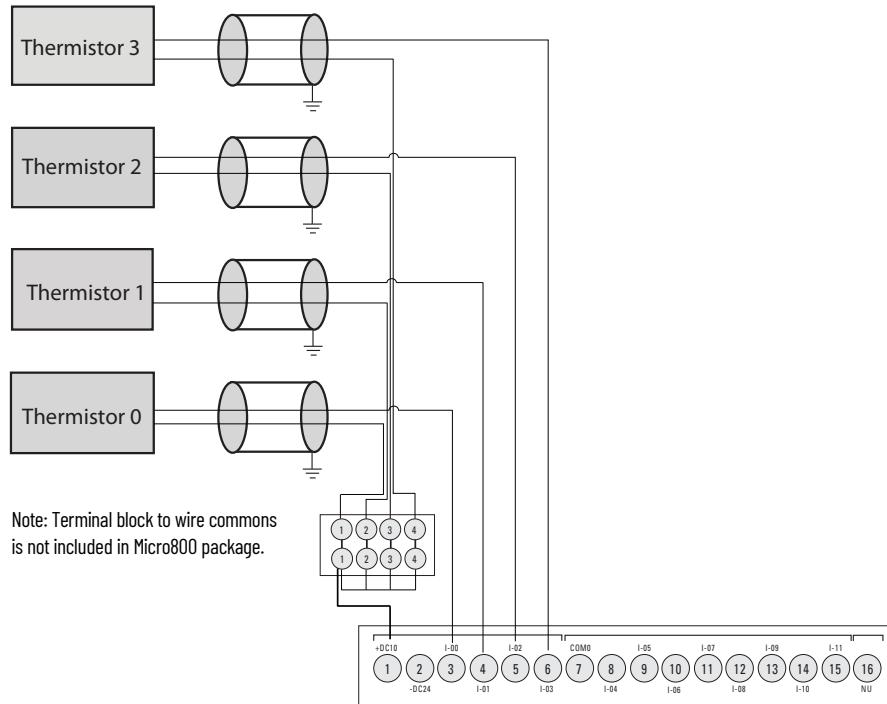 Thermistor 3
Thermistor 2
Thermistor 1
Thermistor 0
Note: Terminal block to wire commons
is not included in Micro800 package.
1 2 3 4
1 2 3 4
+DC10 I-00 I-02 COM0 I-05 I-07 I-09 I-11
1 2 3 4 5 6 7 8 9 10 11 12 13 14 15 16
-DC24 I-01 I-03 I-04 I-06 I-08 I-10 NU